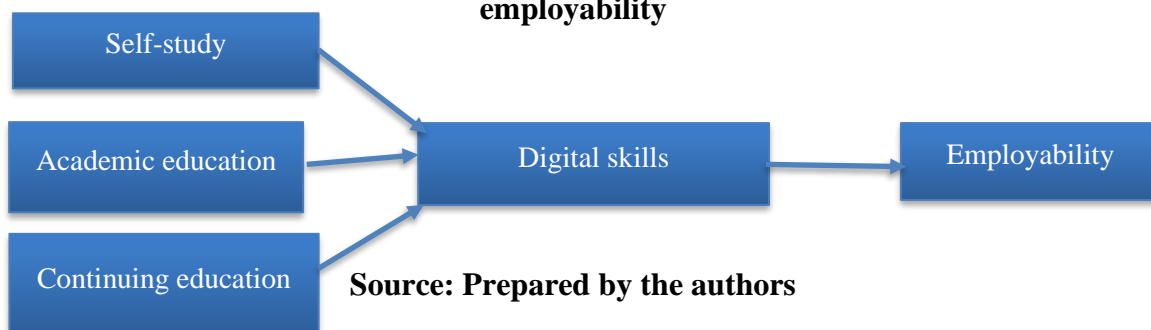 employability
Self-study
Academic education
Digital skills
Employability
Continuing education
Source: Prepared by the authors